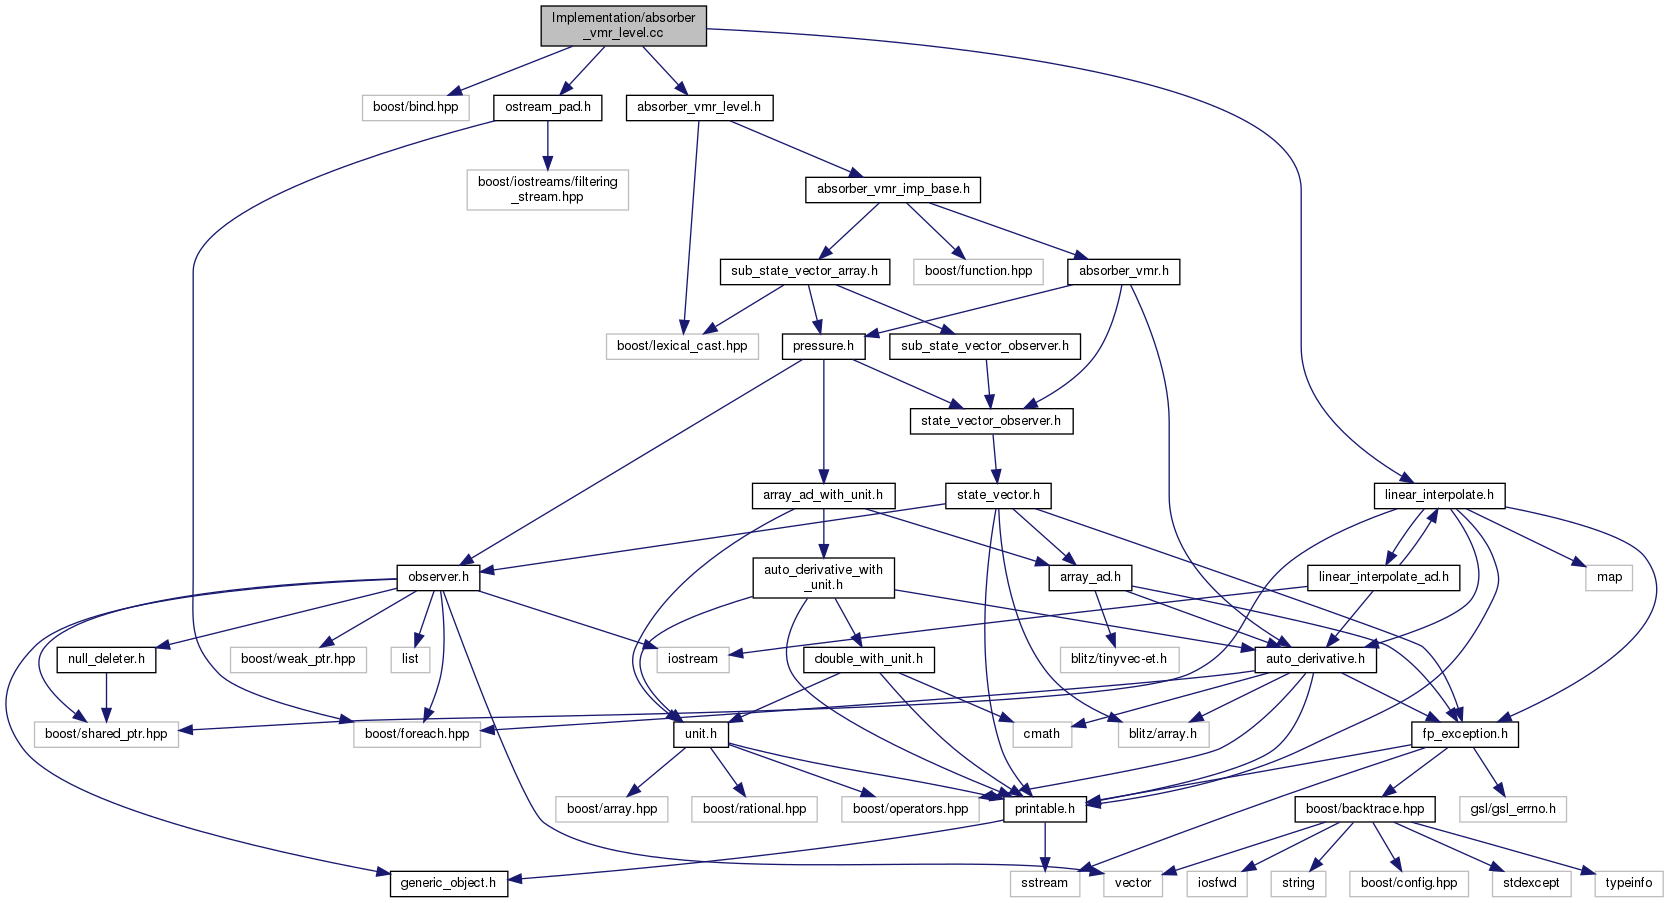 Implementation/absorber
_vmr_level.cc
boost/bind.hpp
ostream_pad.h
absorber_vmr_level.h
boost/iostreams/filtering
_stream.hpp
absorber_vmr_imp_base.h
sub_state_vector_array.h
boost/function.hpp
absorber_vmr.h
boost/lexical_cast.hpp
pressure.h
sub_state_vector_observer.h
state_vector_observer.h
array_ad_with_unit.h
state_vector.h
linear_interpolate.h
observer.h
auto_derivative_with
_unit.h
array_ad.h
linear_interpolate_ad.h
map
null_deleter.h
boost/weak_ptr.hpp
list
iostream
double_with_unit.h
blitz/tinyvec-et.h
auto_derivative.h
boost/shared_ptr.hpp
boost/foreach.hpp
unit.h
cmath
blitz/array.h
fp_exception.h
boost/array.hpp
boost/rational.hpp
boost/operators.hpp
printable.h
boost/backtrace.hpp
gsl/gsl_errno.h
generic_object.h
sstream
vector
iosfwd
string
boost/config.hpp
stdexcept
typeinfo